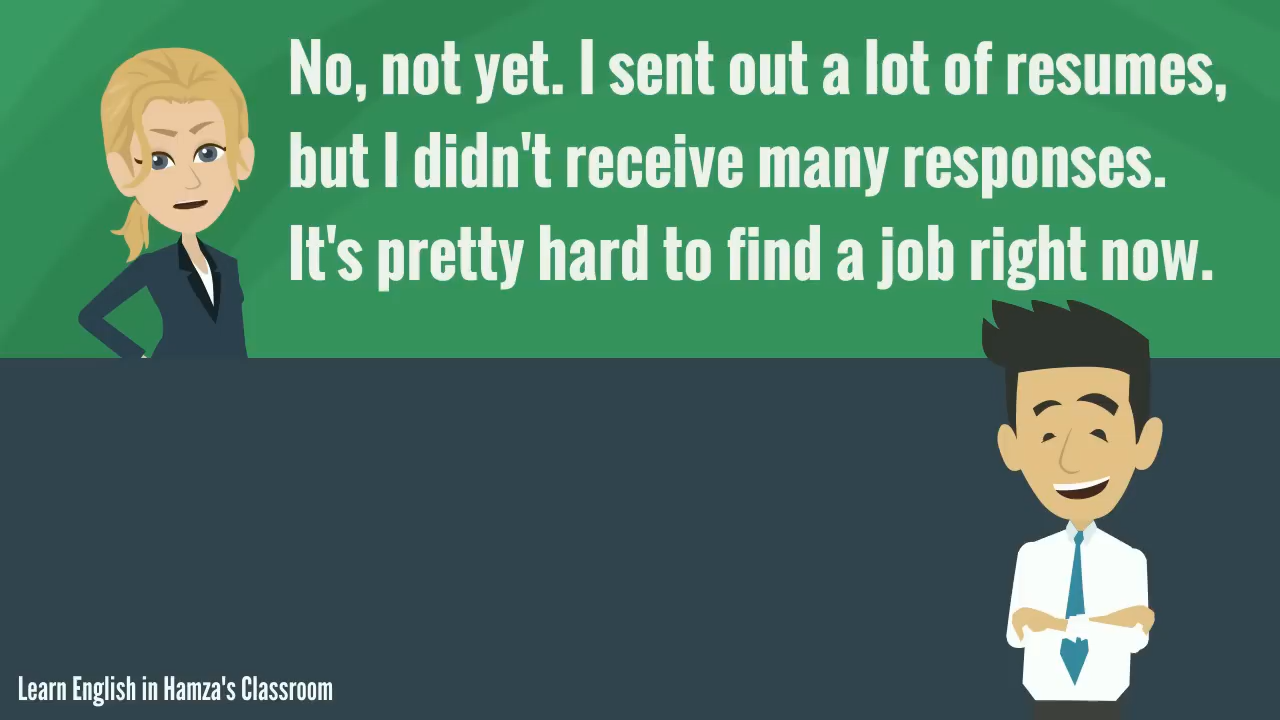 No, not yet. I sent out a lot of resumes,
but I didn't receive many responses.
It's pretty hard to find a job right now.
Learn English in Hamza's Classroom